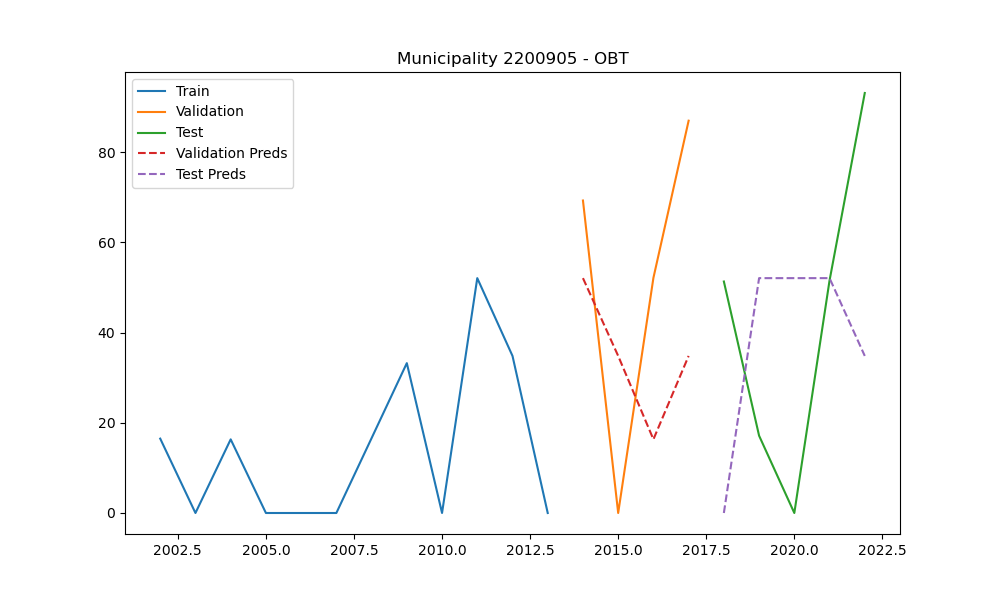 Municipality 2200905 - OBT
Train
Validation
Test
Validation Preds
Test Preds
80
60
40
20
0
2002.5 2005.0 2007.5 2010.0 2012.5 2015.0 2017.5 2020.0 2022.5